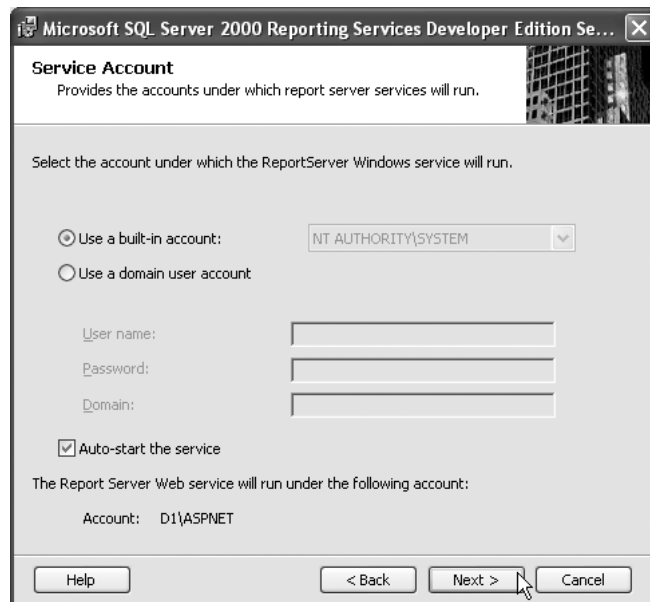 Microsoft SQL Server 2000 Reporting Services Developer Edition Se...
Service Account
Provides the accounts under which report server services will run.
Select the account under which the ReportServer Windows service will run.
Use a built-in account:
NT AUTHORITY\SYSTEM
Use a domain user account
User name:
Password:
Domain:
Auto-start the service
The Report Server Web service will run under the following account:
Account: D1\ASPNET
Help
< Back
Next >
Cancel